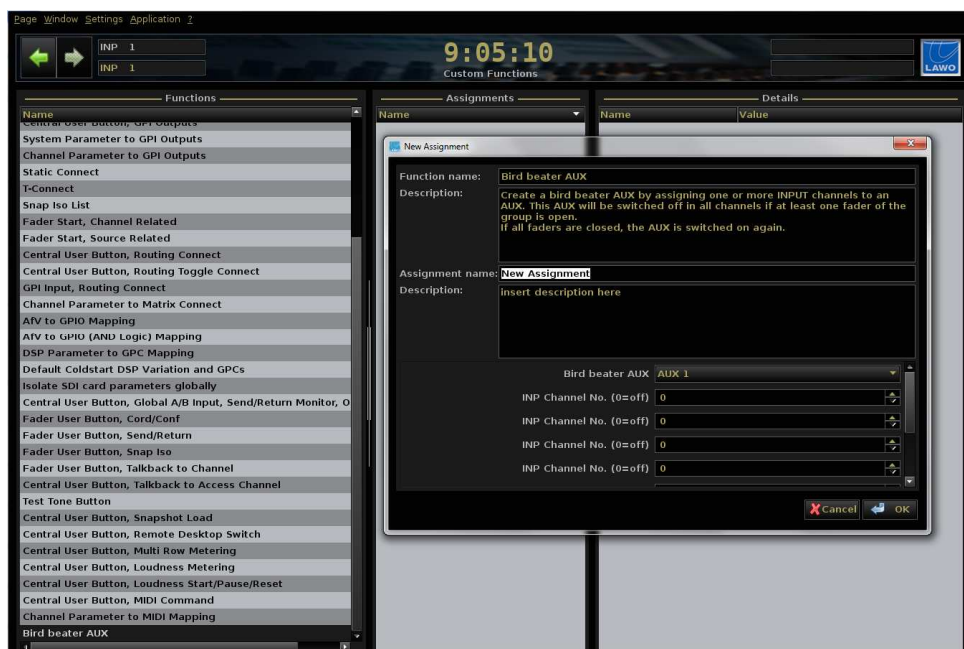 Page Window Settings Application ?
INP 1
INP 1
9:05:10
Custom Functions
LAWO
Functions
Name
Central User Button, GPI Outputs
System Parameter to GPI Outputs
Channel Parameter to GPI Outputs
Static Connect
T-Connect
Snap Iso List
Fader Start, Channel Related
Fader Start, Source Related
Central User Button, Routing Connect
Central User Button, Routing Toggle Connect
GPI Input, Routing Connect
Channel Parameter to Matrix Connect
AfV to GPIO Mapping
AfV to GPIO (AND Logic) Mapping
DSP Parameter to GPC Mapping
Default Coldstart DSP Variation and GPCs
Isolate SDI card parameters globally
Central User Button, Global A/B Input, Send/Return Monitor, O
Fader User Button, Cord/Conf
Fader User Button, Send/Return
Fader User Button, Snap Iso
Fader User Button, Talkback to Channel
Central User Button, Talkback to Access Channel
Test Tone Button
Central User Button, Snapshot Load
Central User Button, Remote Desktop Switch
Central User Button, Multi Row Metering
Central User Button, Loudness Metering
Central User Button, Loudness Start/Pause/Reset
Central User Button, MIDI Command
Channel Parameter to MIDI Mapping
Bird beater AUX
Assignments
Name
Details
Name Value
New Assignment
Function name: Bird beater AUX
Description: Create a bird beater AUX by assigning one or more INPUT channels to an
AUX. This AUX will be switched off in all channels if at least one fader of the
group is open.
If all faders are closed, the AUX is switched on again.
Assignment name: New Assignment
Description: insert description here
Bird beater AUX AUX 1
INP Channel No. (0=off) 0
INP Channel No. (0=off) 0
INP Channel No. (0=off) 0
INP Channel No. (0=off) 0
Cancel OK